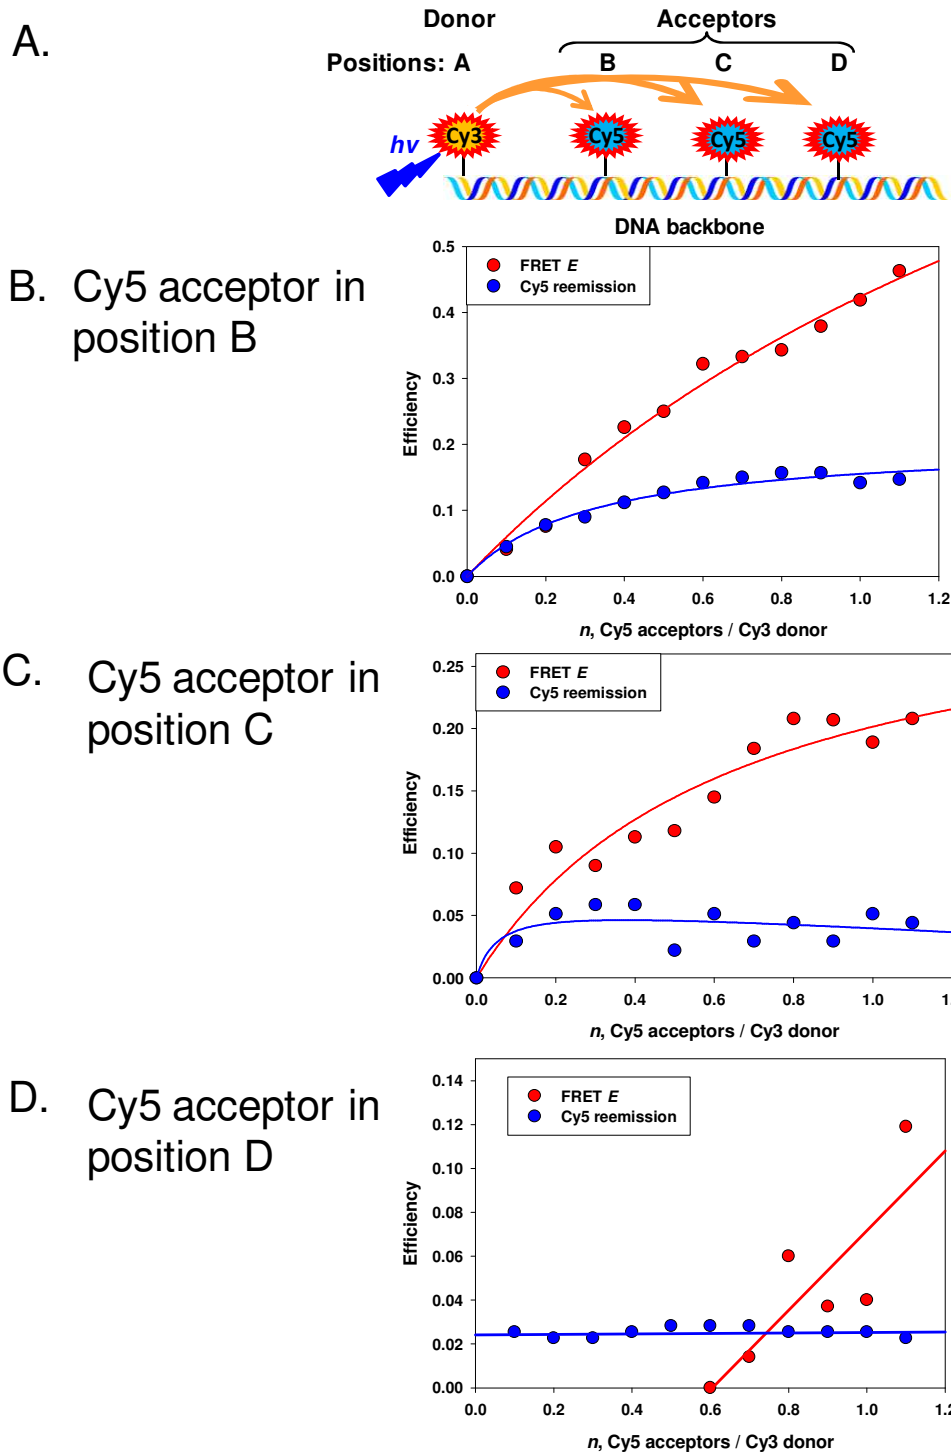 A.
Donor
Acceptors
Positions: A B C D
hν
Cy3 Cy5 Cy5 Cy5
DNA backbone
B. Cy5 acceptor in
position B
FRET E
Cy5 reemission
Efficiency
0.5
0.4
0.3
0.2
0.1
0.0
0.0 0.2 0.4 0.6 0.8 1.0 1.2
n, Cy5 acceptors / Cy3 donor
C. Cy5 acceptor in
position C
FRET E
Cy5 reemission
Efficiency
0.25
0.20
0.15
0.10
0.05
0.00
0.0 0.2 0.4 0.6 0.8 1.0
n, Cy5 acceptors / Cy3 donor
D. Cy5 acceptor in
position D
FRET E
Cy5 reemission
Efficiency
0.14
0.12
0.10
0.08
0.06
0.04
0.02
0.00
0.0 0.2 0.4 0.6 0.8 1.0 1.2
n, Cy5 acceptors / Cy3 donor